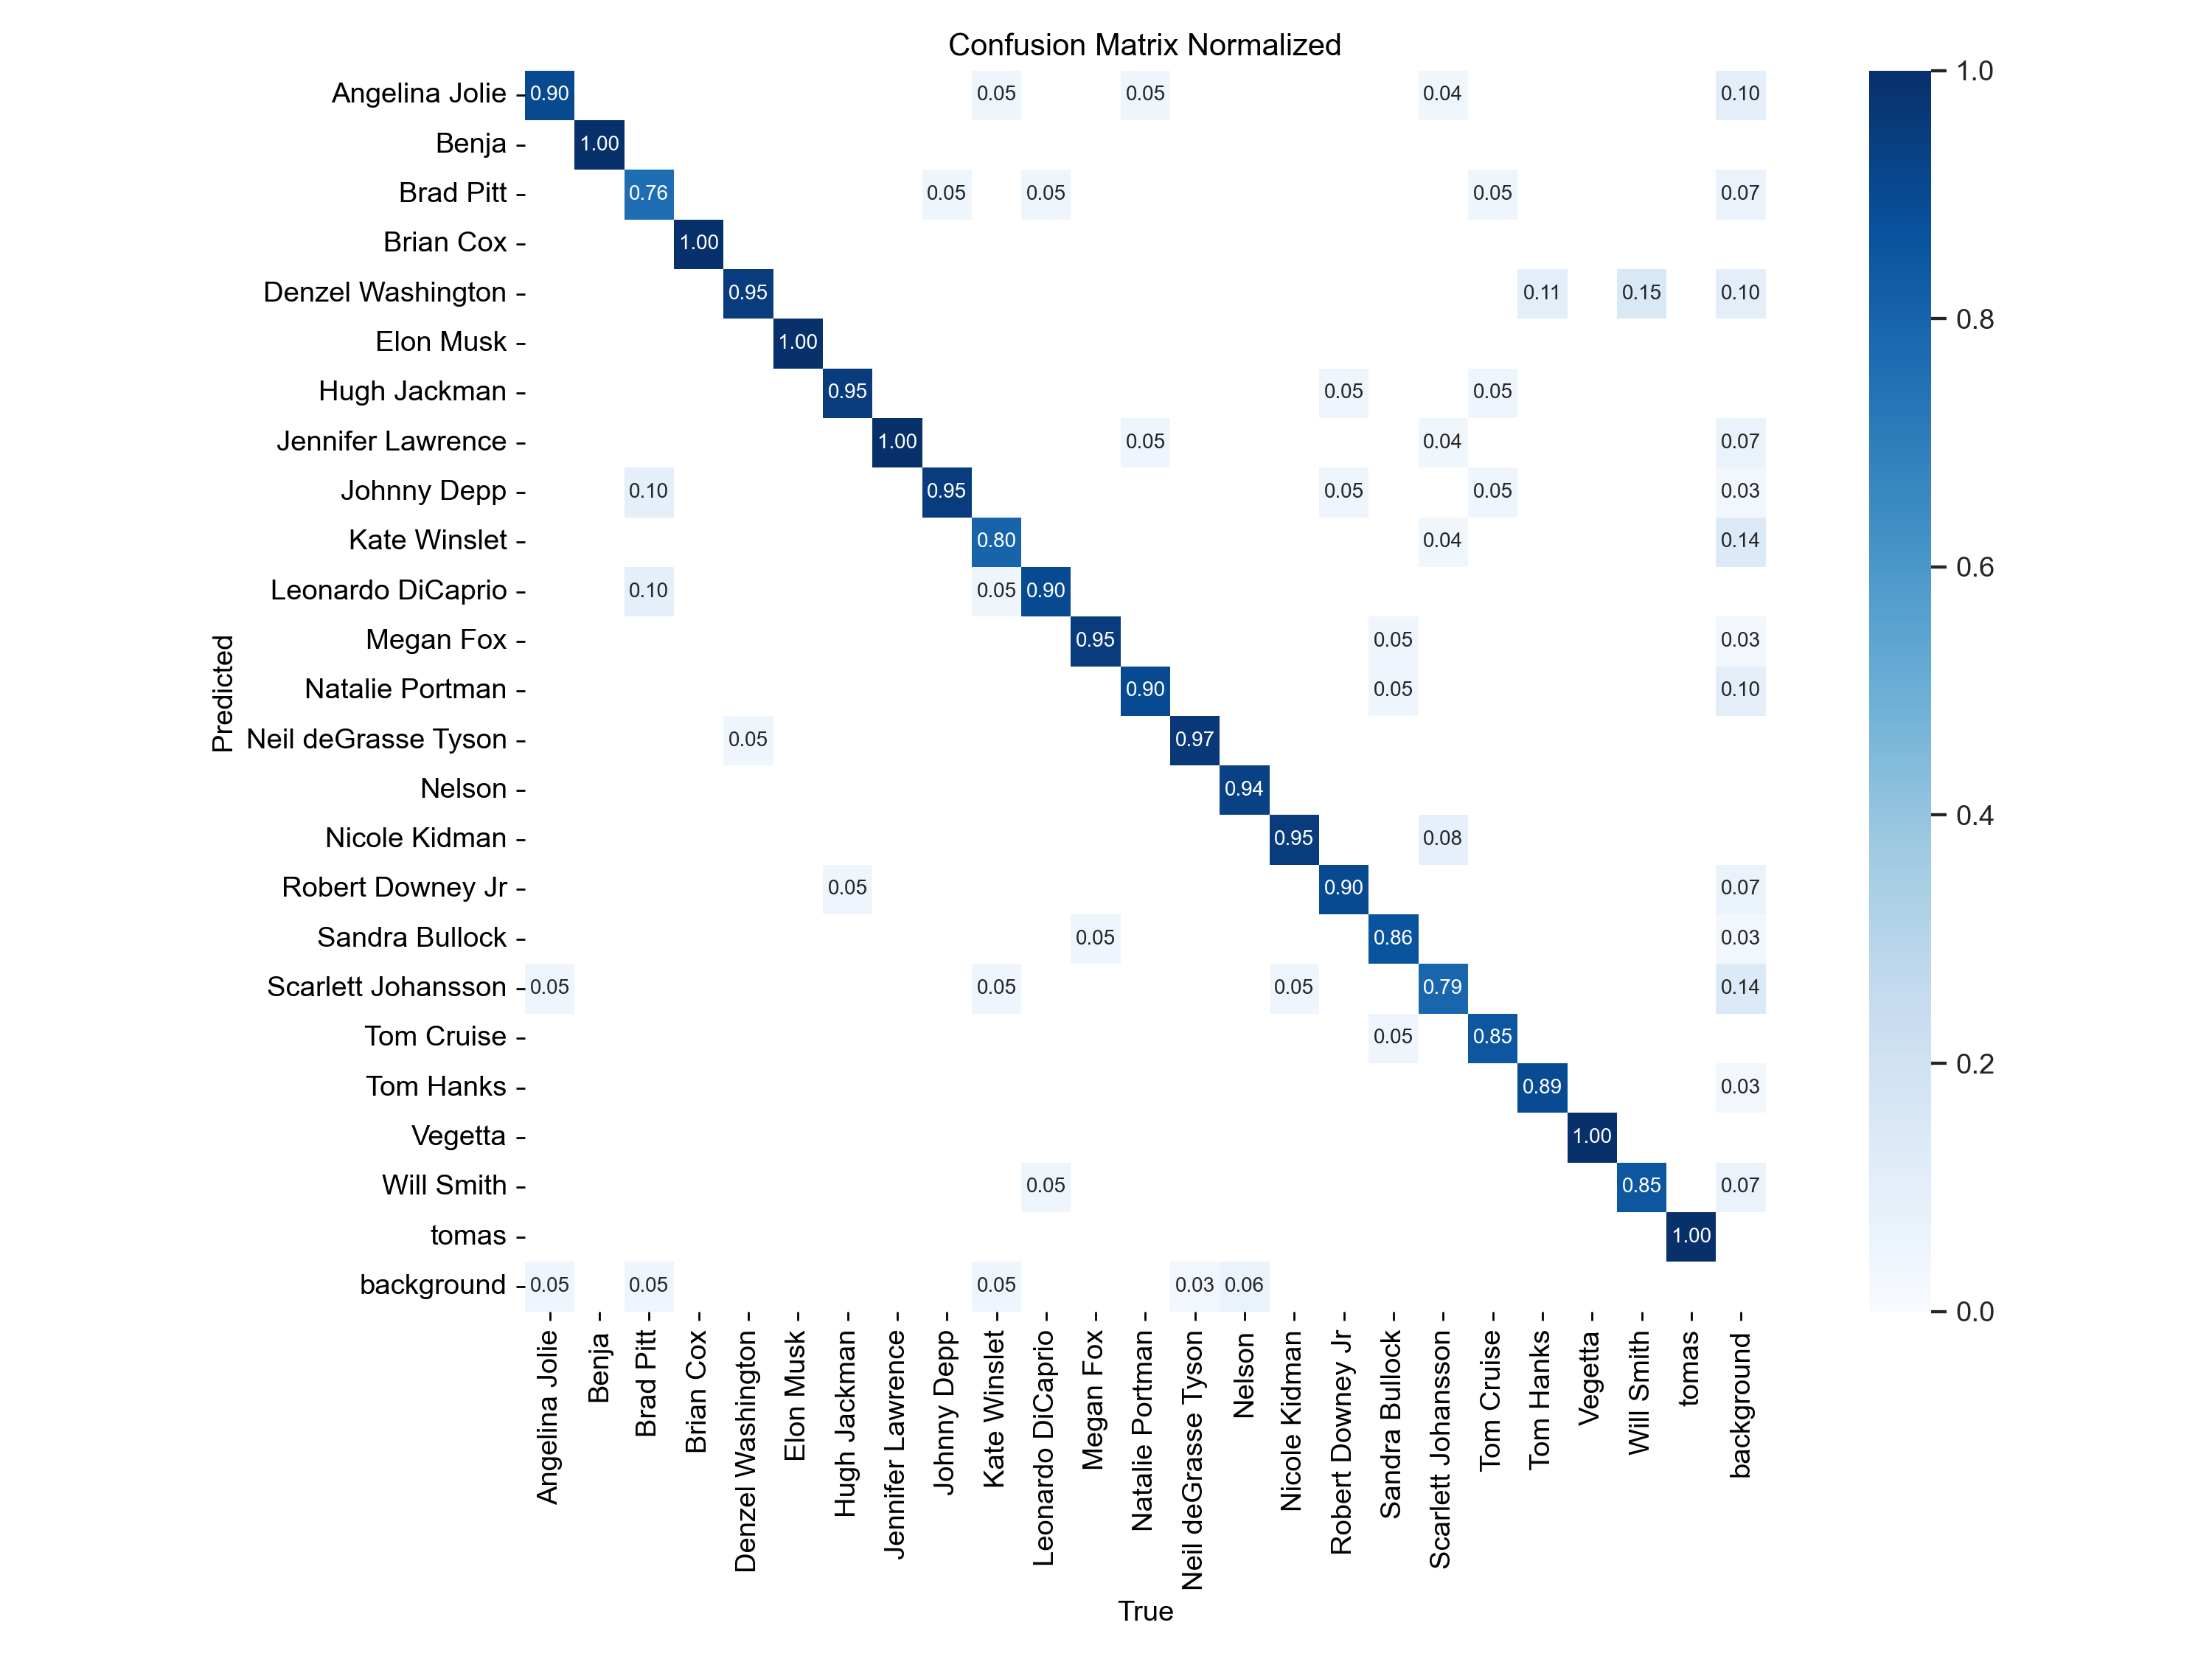 Confusion Matrix Normalized
Angelina Jolie 0.90 0.05 0.05 0.04 0.10
Benja 1.00
Brad Pitt 0.76 0.05 0.05 0.05 0.07
Brian Cox 1.00
Denzel Washington 0.95 0.11 0.15 0.10
Elon Musk 1.00
Hugh Jackman 0.95 0.05 0.05
Jennifer Lawrence 1.00 0.05 0.04 0.07
Johnny Depp 0.10 0.95 0.05 0.05 0.03
Kate Winslet 0.80 0.04 0.14
Leonardo DiCaprio 0.10 0.05 0.90
Megan Fox 0.95 0.05 0.03
Natalie Portman 0.90 0.05 0.10
Neil deGrasse Tyson 0.05 0.97
Nelson 0.94
Nicole Kidman 0.95 0.08
Robert Downey Jr 0.05 0.90 0.07
Sandra Bullock 0.05 0.86 0.03
Scarlett Johansson 0.05 0.05 0.05 0.79 0.14
Tom Cruise 0.05 0.85
Tom Hanks 0.89 0.03
Vegetta 1.00
Will Smith 0.05 0.85 0.07
tomas 1.00
background 0.05 0.05 0.05 0.03 0.06
Predicted
Angelina Jolie
Benja
Brad Pitt
Brian Cox
Denzel Washington
Elon Musk
Hugh Jackman
Jennifer Lawrence
Johnny Depp
Kate Winslet
Leonardo DiCaprio
Megan Fox
Natalie Portman
Neil deGrasse Tyson
Nelson
Nicole Kidman
Robert Downey Jr
Sandra Bullock
Scarlett Johansson
Tom Cruise
Tom Hanks
Vegetta
Will Smith
tomas
background
True
1.0
0.8
0.6
0.4
0.2
0.0